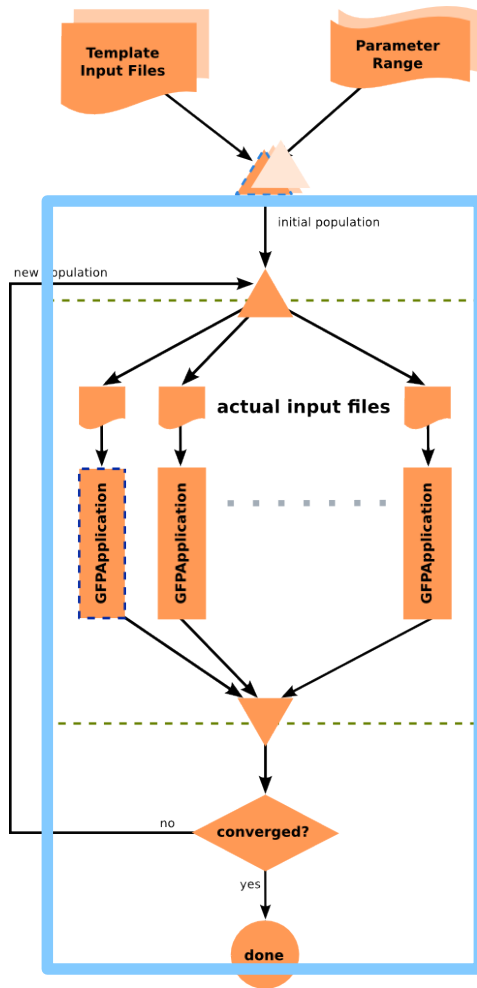 Template
Input Files
Parameter
Range
initial population
new population
actual input files
GFPApplication
GFPApplication
GFPApplication
converged?
no
yes
done